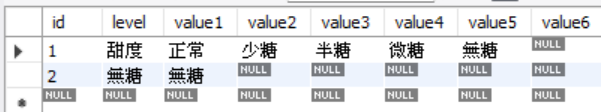 id level value1 value2 value3 value4 value5 value6
1 甜度 正常 少糖 半糖 微糖 無糖 NULL
2 無糖 無糖 NULL NULL NULL NULL NULL
NULL NULL NULL NULL NULL NULL NULL NULL